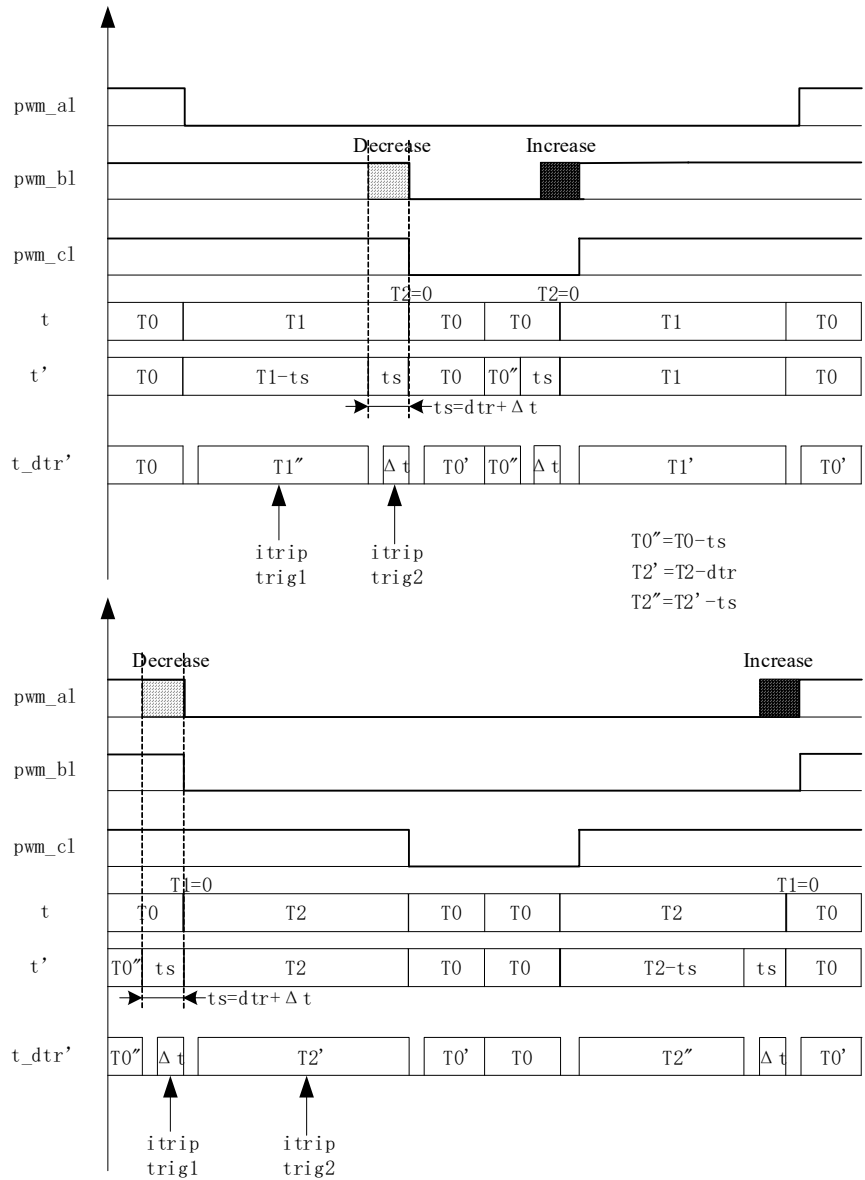 pwm_al
Decrease Increase
pwm_bl
pwm_cl
T2=0 T2=0
t T0 T1 T0 T0 T1 T0
t' T0 T1-ts ts T0 T0″ ts T1 T0
ts=dtr+Δt
t_dtr' T0 T1″ Δt T0' T0″ Δt T1' T0'
itrip itrip
trig1 trig2
T0″=T0-ts
T2'=T2-dtr
T2″=T2'-ts
Decrease Increase
pwm_al
pwm_bl
pwm_cl
T1=0 T1=0
t T0 T2 T0 T0 T2 T0
t' T0″ ts T2 T0 T0 T2-ts ts T0
ts=dtr+Δt
t_dtr' T0″ Δt T2' T0' T0 T2″ Δt T0'
itrip itrip
trig1 trig2